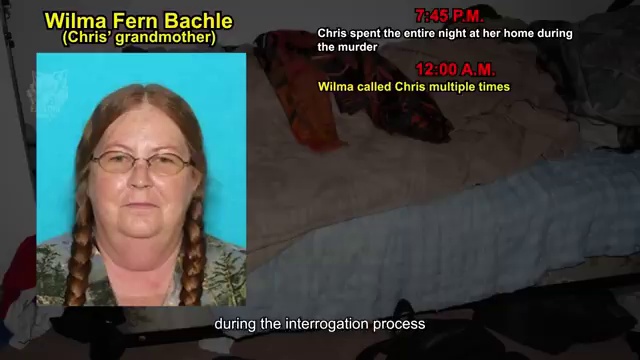 Wilma Fern Bachle
(Chris’ grandmother)
7:45 P.M.
Chris spent the entire night at her home during
the murder
12:00 A.M.
Wilma called Chris multiple times
during the interrogation process